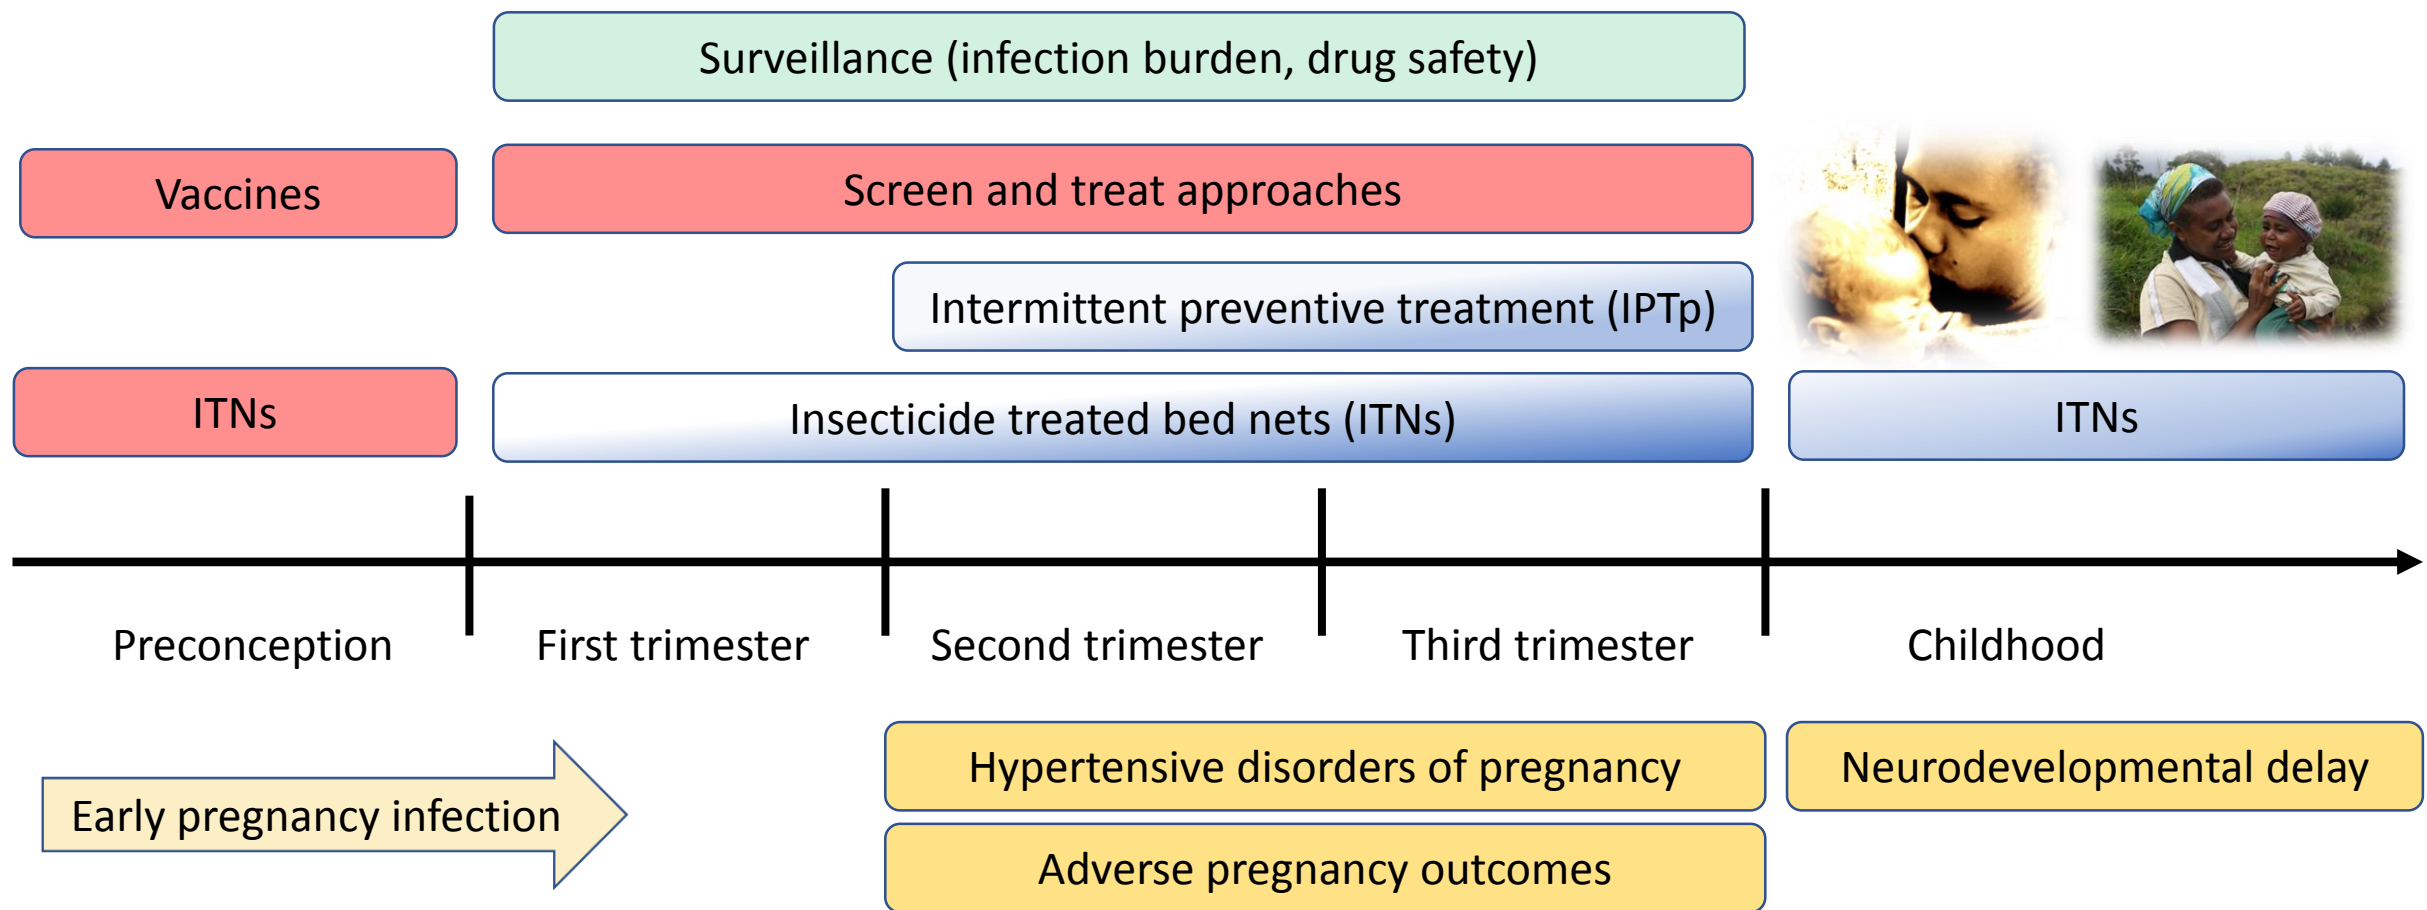 Surveillance (infection burden, drug safety)
Vaccines
Screen and treat approaches
Intermittent preventive treatment (IPTp)
ITNs
Insecticide treated bed nets (ITNs)
ITNs
Preconception
First trimester
Second trimester
Third trimester
Childhood
Early pregnancy infection
Hypertensive disorders of pregnancy
Neurodevelopmental delay
Adverse pregnancy outcomes